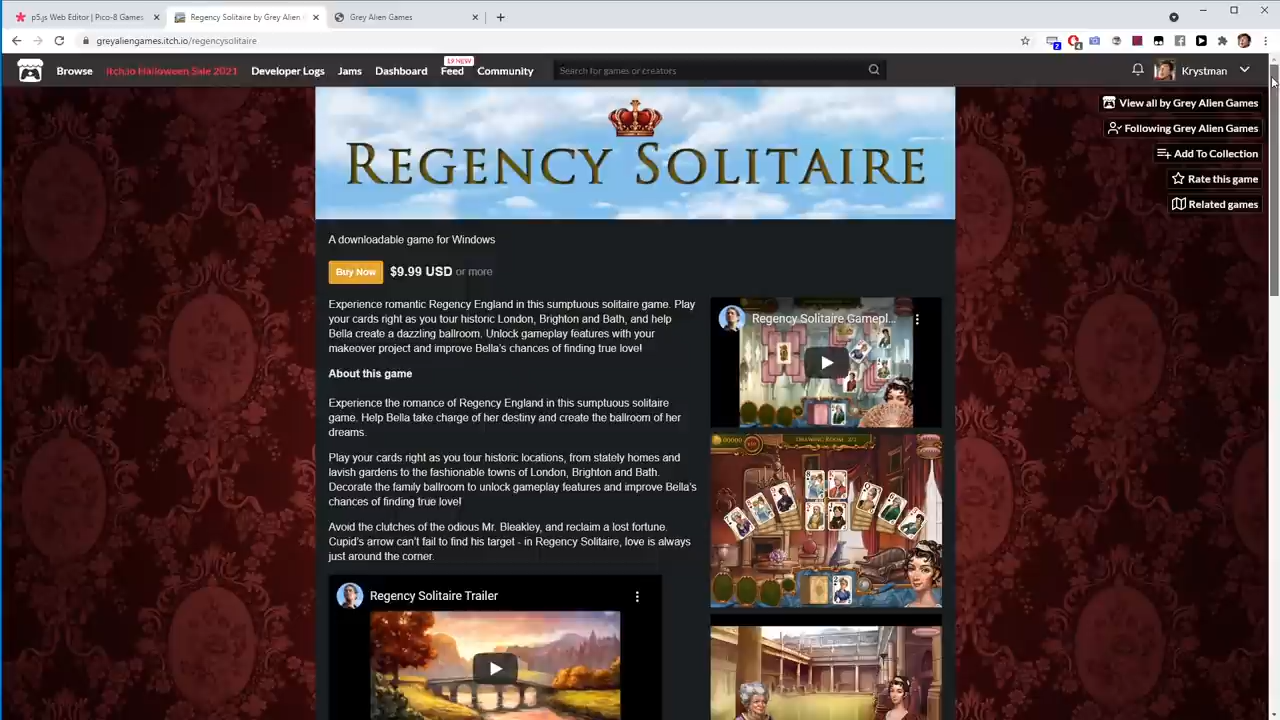 p5.js Web Editor | Pico-8 Games
Regency Solitaire by Grey Alien
Grey Alien Games
greyaliengames.itch.io/regencysolitaire
2
4
Browse
Itch.io Halloween Sale 2021
Developer Logs
Jams
Dashboard
19 NEW
Feed
Community
Search for games or creators
Krystman
View all by Grey Alien Games
Following Grey Alien Games
Add To Collection
Rate this game
Related games
REGENCY SOLITAIRE
A downloadable game for Windows
Buy Now $9.99 USD or more
Experience romantic Regency England in this sumptuous solitaire game. Play
your cards right as you tour historic London, Brighton and Bath, and help
Bella create a dazzling ballroom. Unlock gameplay features with your
makeover project and improve Bella's chances of finding true love!
About this game
Experience the romance of Regency England in this sumptuous solitaire
game. Help Bella take charge of her destiny and create the ballroom of her
dreams.
Play your cards right as you tour historic locations, from stately homes and
lavish gardens to the fashionable towns of London, Brighton and Bath.
Decorate the family ballroom to unlock gameplay features and improve Bella's
chances of finding true love!
Avoid the clutches of the odious Mr. Bleakley, and reclaim a lost fortune.
Cupid's arrow can't fail to find his target - in Regency Solitaire, love is always
just around the corner.
Regency Solitaire Trailer
Regency Solitaire Gamepl...
DRAWING ROOM